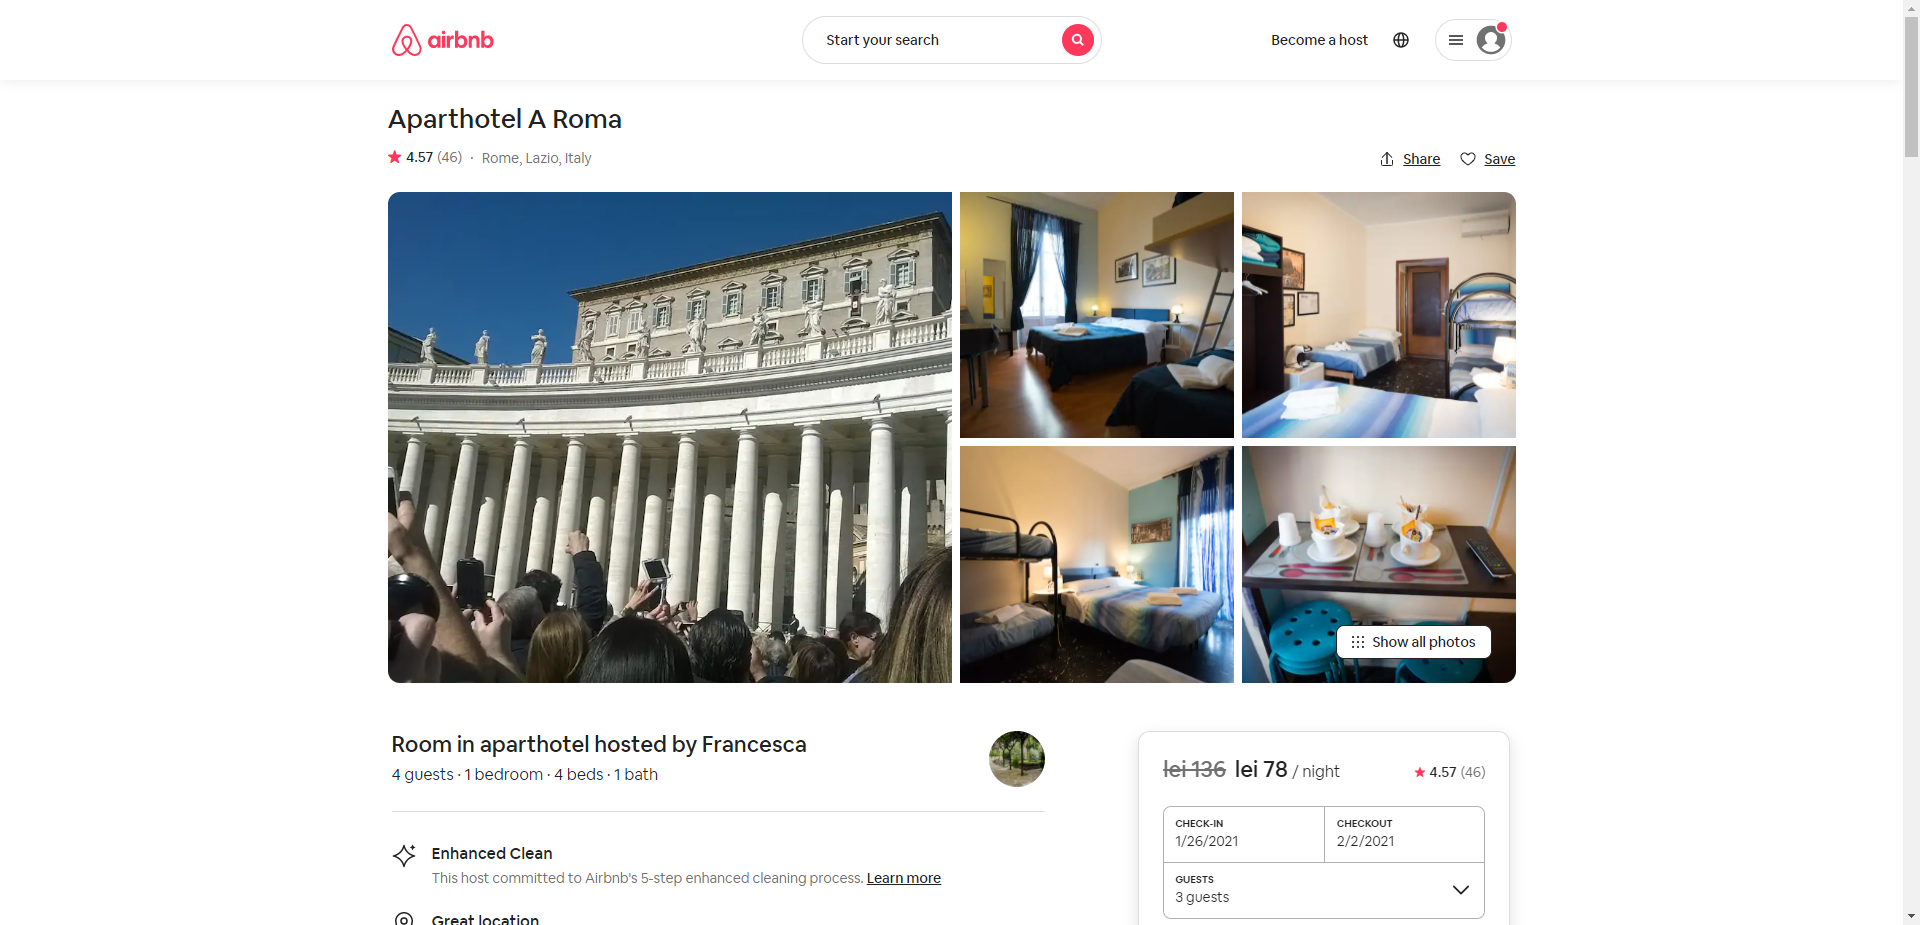 airbnb
Start your search
Become a host
Aparthotel A Roma
4.57 (46) · Rome, Lazio, Italy
Share
Save
Show all photos
Room in aparthotel hosted by Francesca
4 guests · 1 bedroom · 4 beds · 1 bath
Enhanced Clean
This host committed to Airbnb's 5-step enhanced cleaning process. Learn more
Great location
lei 136 lei 78 / night
4.57 (46)
CHECK-IN
1/26/2021
CHECKOUT
2/2/2021
GUESTS
3 guests